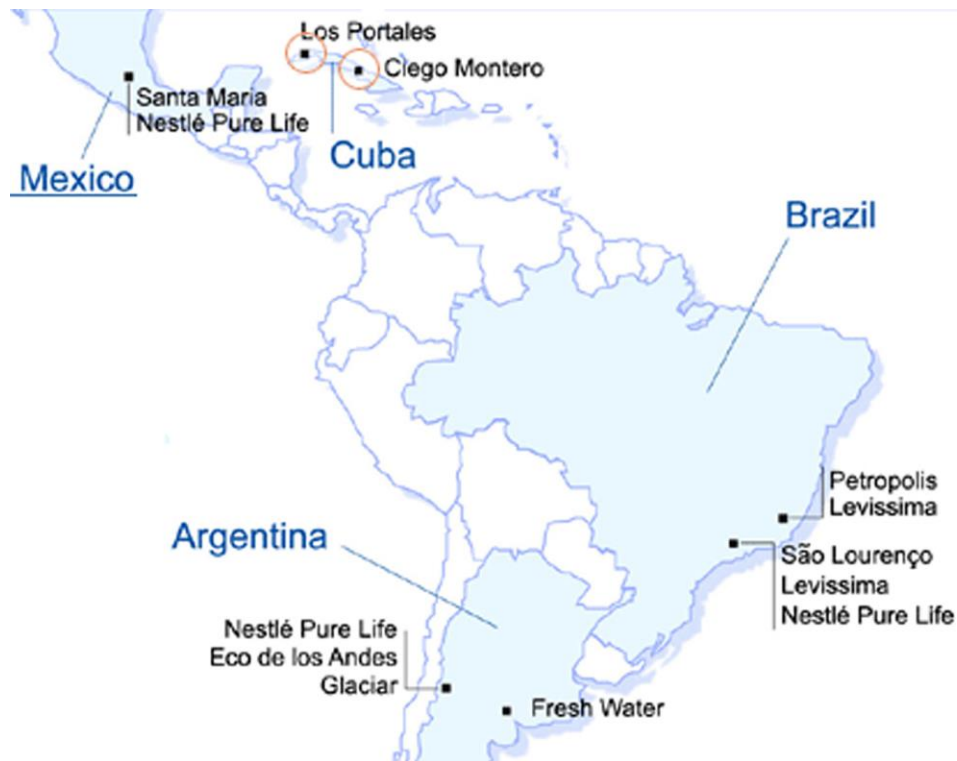 Los Portales
Ciego Montero
Santa Maria
Nestlé Pure Life
Cuba
Mexico
Brazil
Petropolis
Levissima
Argentina
São Lourenço
Levissima
Nestlé Pure Life
Nestlé Pure Life
Eco de los Andes
Glaciar
Fresh Water